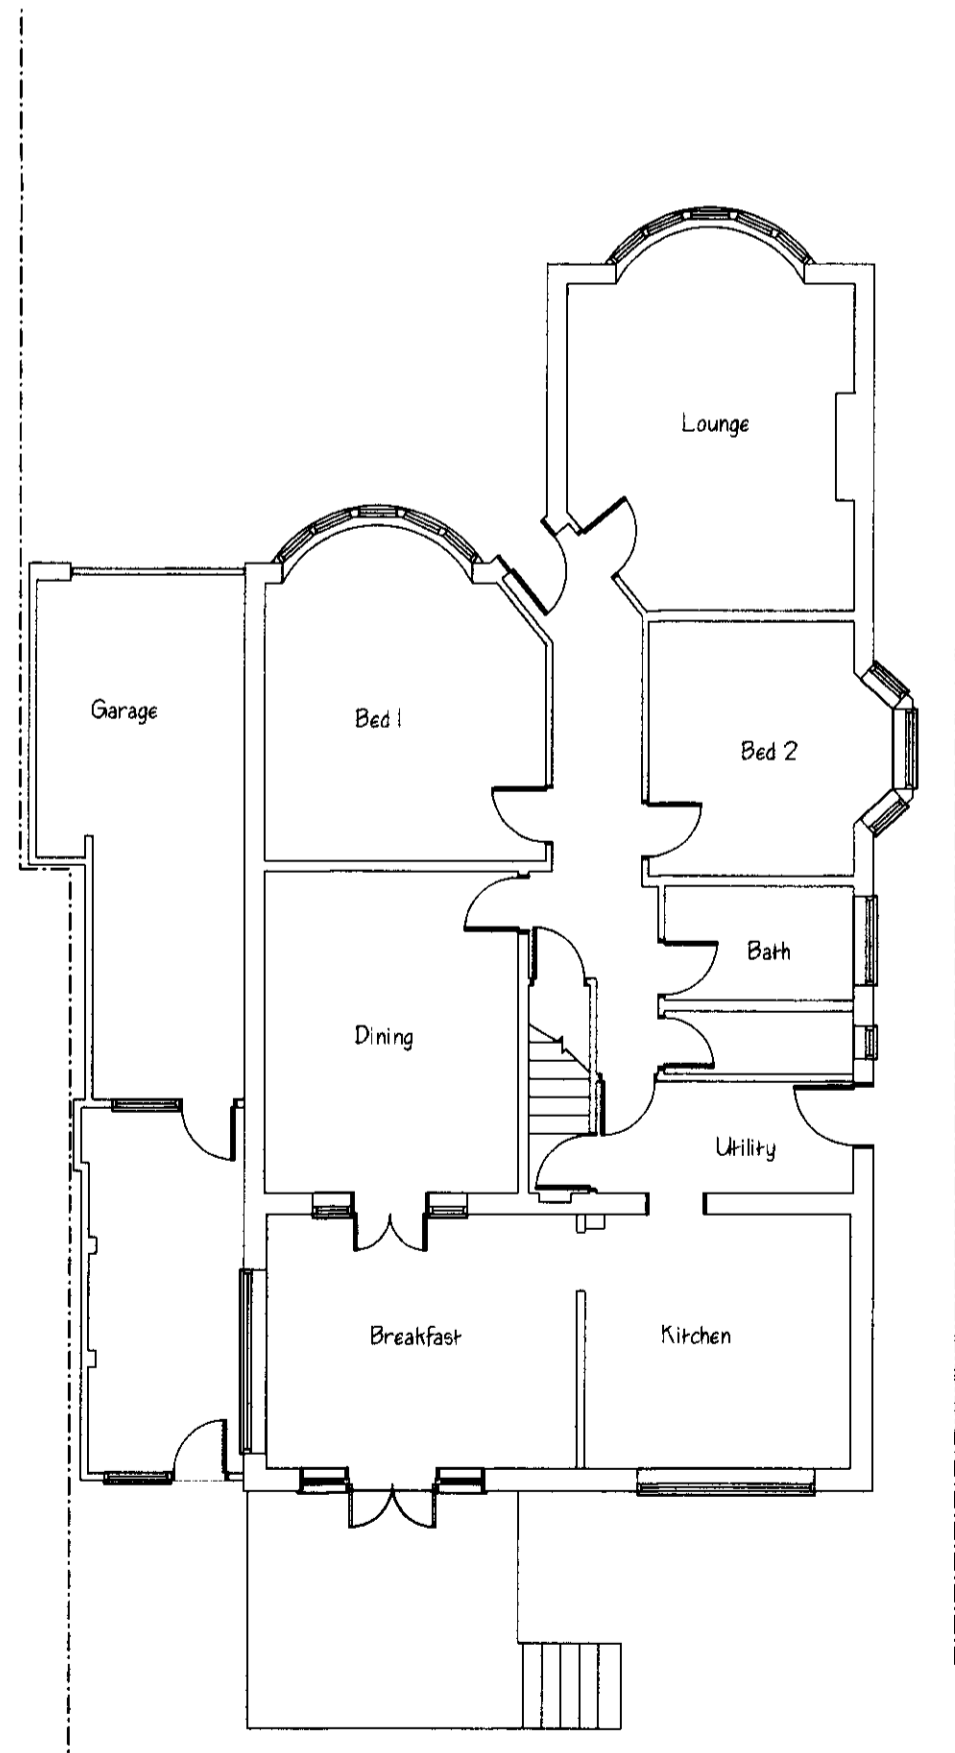 Lounge
Garage
Bed 1
Bed 2
Bath
Dining
Utility
Breakfast
Kitchen